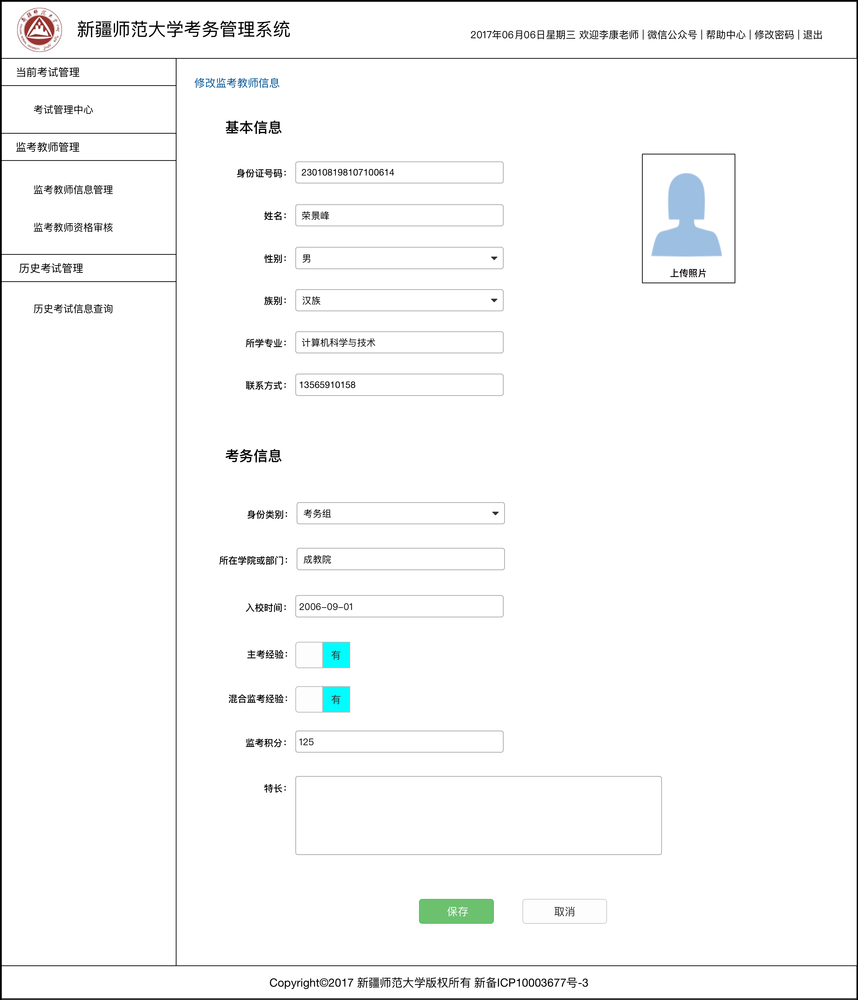 新疆师范大学
XINJIANG NORMAL UNIVERSITY
新疆师范大学考务管理系统
2017年06月06日星期三 欢迎李康老师 | 微信公众号 | 帮助中心 | 修改密码 | 退出
当前考试管理
考试管理中心
监考教师管理
监考教师信息管理
监考教师资格审核
历史考试管理
历史考试信息查询
修改监考教师信息
基本信息
身份证号码： 230108198107100614
姓名： 荣景峰
性别： 男
族别： 汉族
所学专业： 计算机科学与技术
联系方式： 13565910158
上传照片
考务信息
身份类别： 考务组
所在学院或部门： 成教院
入校时间： 2006-09-01
主考经验： 有
混合监考经验： 有
监考积分： 125
特长：
保存 取消
Copyright©2017 新疆师范大学版权所有 新备ICP10003677号-3